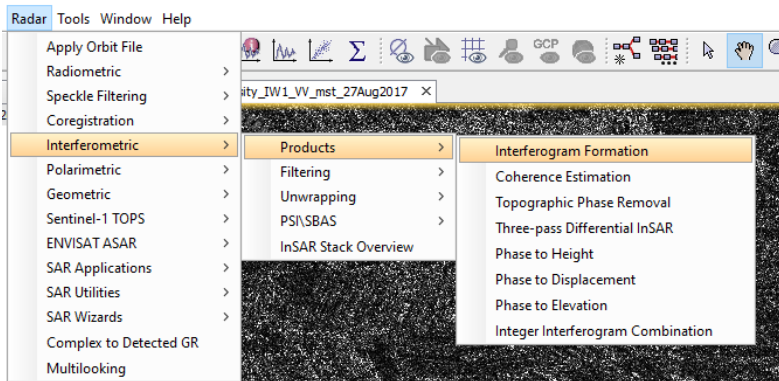 Radar Tools Window Help
Apply Orbit File
Radiometric >
Speckle Filtering >
Coregistration >
Interferometric >
Polarimetric >
Geometric >
Sentinel-1 TOPS >
ENVISAT ASAR >
SAR Applications >
SAR Utilities >
SAR Wizards >
Complex to Detected GR
Multilooking
GCP
sity_IW1_VV_mst_27Aug2017 ×
Products >
Filtering >
Unwrapping >
PSI\SBAS >
InSAR Stack Overview
Interferogram Formation
Coherence Estimation
Topographic Phase Removal
Three-pass Differential InSAR
Phase to Height
Phase to Displacement
Phase to Elevation
Integer Interferogram Combination